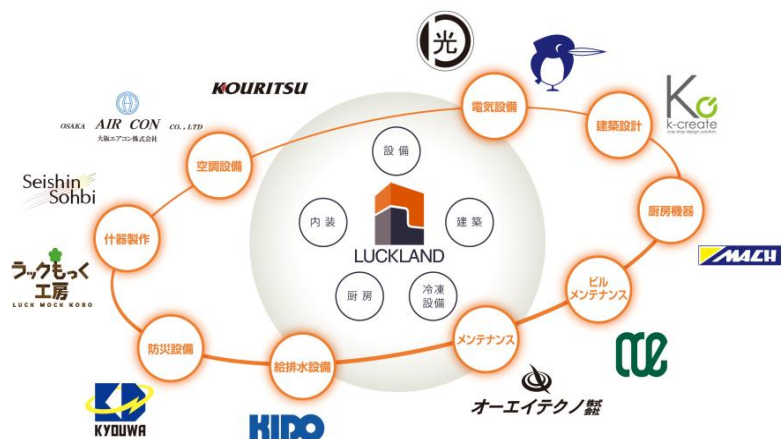 光
KOURITSU
電気設備
K
k-create
one stop design solution
建築設計
OSAKA AIR CON CO., LTD
大阪エアコン株式会社
空調設備
設備
Seishin
Sohbi
什器製作
内装
LUCKLAND
建築
厨房機器
MACH
ラックもっく
工房
LUCK MOCK KOBO
厨房
冷凍
設備
ビル
メンテナンス
防災設備
給排水設備
メンテナンス
KYOUWA
KIDO
オーエイテクノ株式
会社